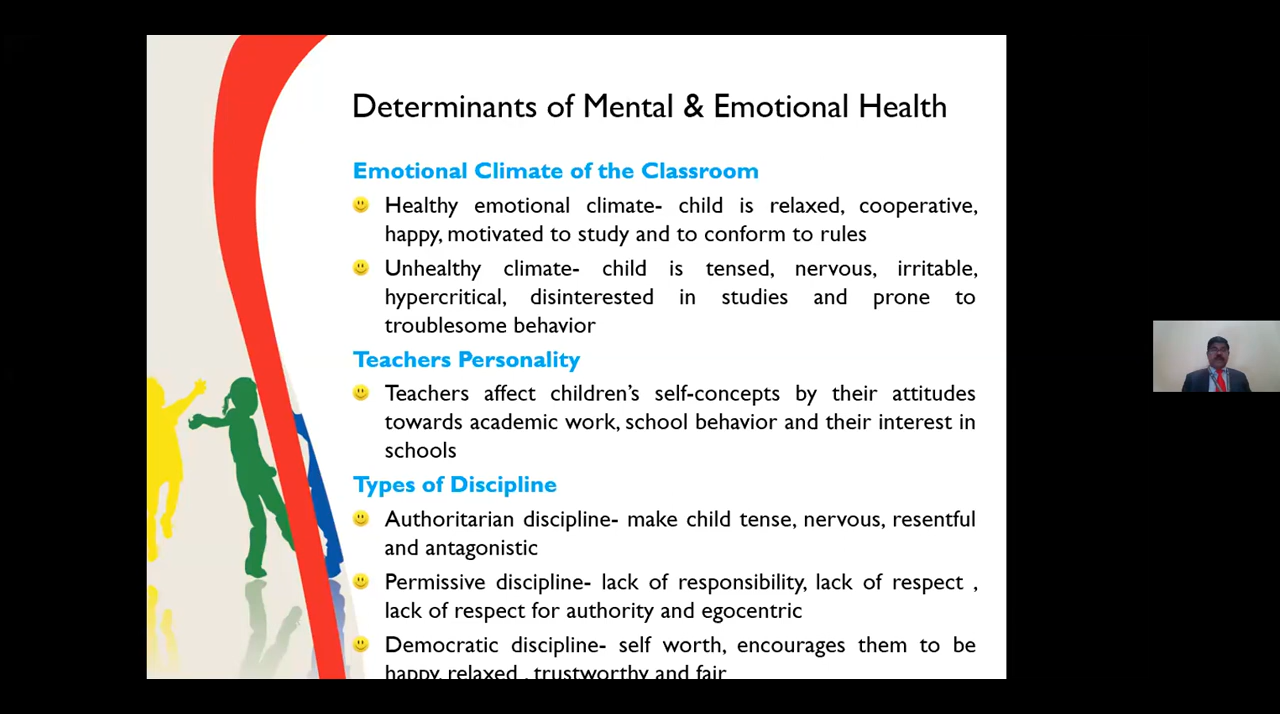 Determinants of Mental & Emotional Health
Emotional Climate of the Classroom
Healthy emotional climate- child is relaxed, cooperative,
happy, motivated to study and to conform to rules
Unhealthy climate- child is tensed, nervous, irritable,
hypercritical, disinterested in studies and prone to
troublesome behavior
Teachers Personality
Teachers affect children’s self-concepts by their attitudes
towards academic work, school behavior and their interest in
schools
Types of Discipline
Authoritarian discipline- make child tense, nervous, resentful
and antagonistic
Permissive discipline- lack of responsibility, lack of respect ,
lack of respect for authority and egocentric
Democratic discipline- self worth, encourages them to be
happy, relaxed , trustworthy and fair